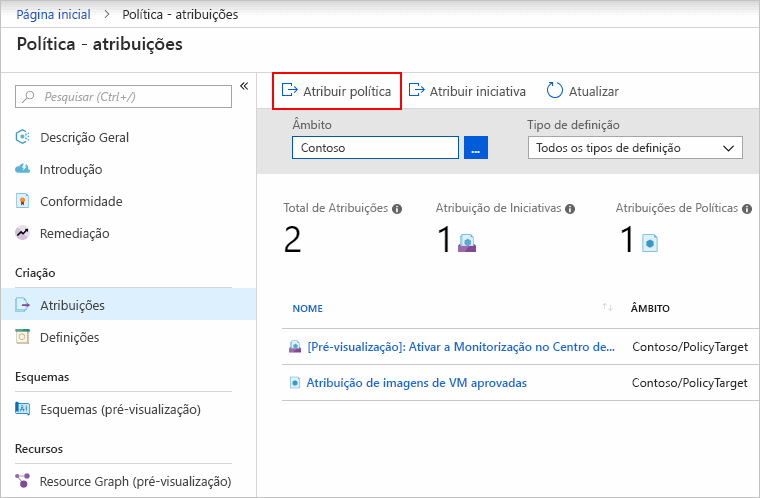 Página inicial > Política - atribuições
Política - atribuições
«
Pesquisar (Ctrl+/)
Descrição Geral
Introdução
Conformidade
Remediação
Criação
Atribuições
Definições
Esquemas
Esquemas (pré-visualização)
Recursos
Resource Graph (pré-visualização)
Atribuir política Atribuir iniciativa Atualizar
Âmbito Tipo de definição
Contoso ... Todos os tipos de definição
Total de Atribuições Atribuição de Iniciativas Atribuições de Políticas
2 1 1
NOME ÂMBITO
[Pré-visualização]: Ativar a Monitorização no Centro de... Contoso/PolicyTarget
Atribuição de imagens de VM aprovadas Contoso/PolicyTarget